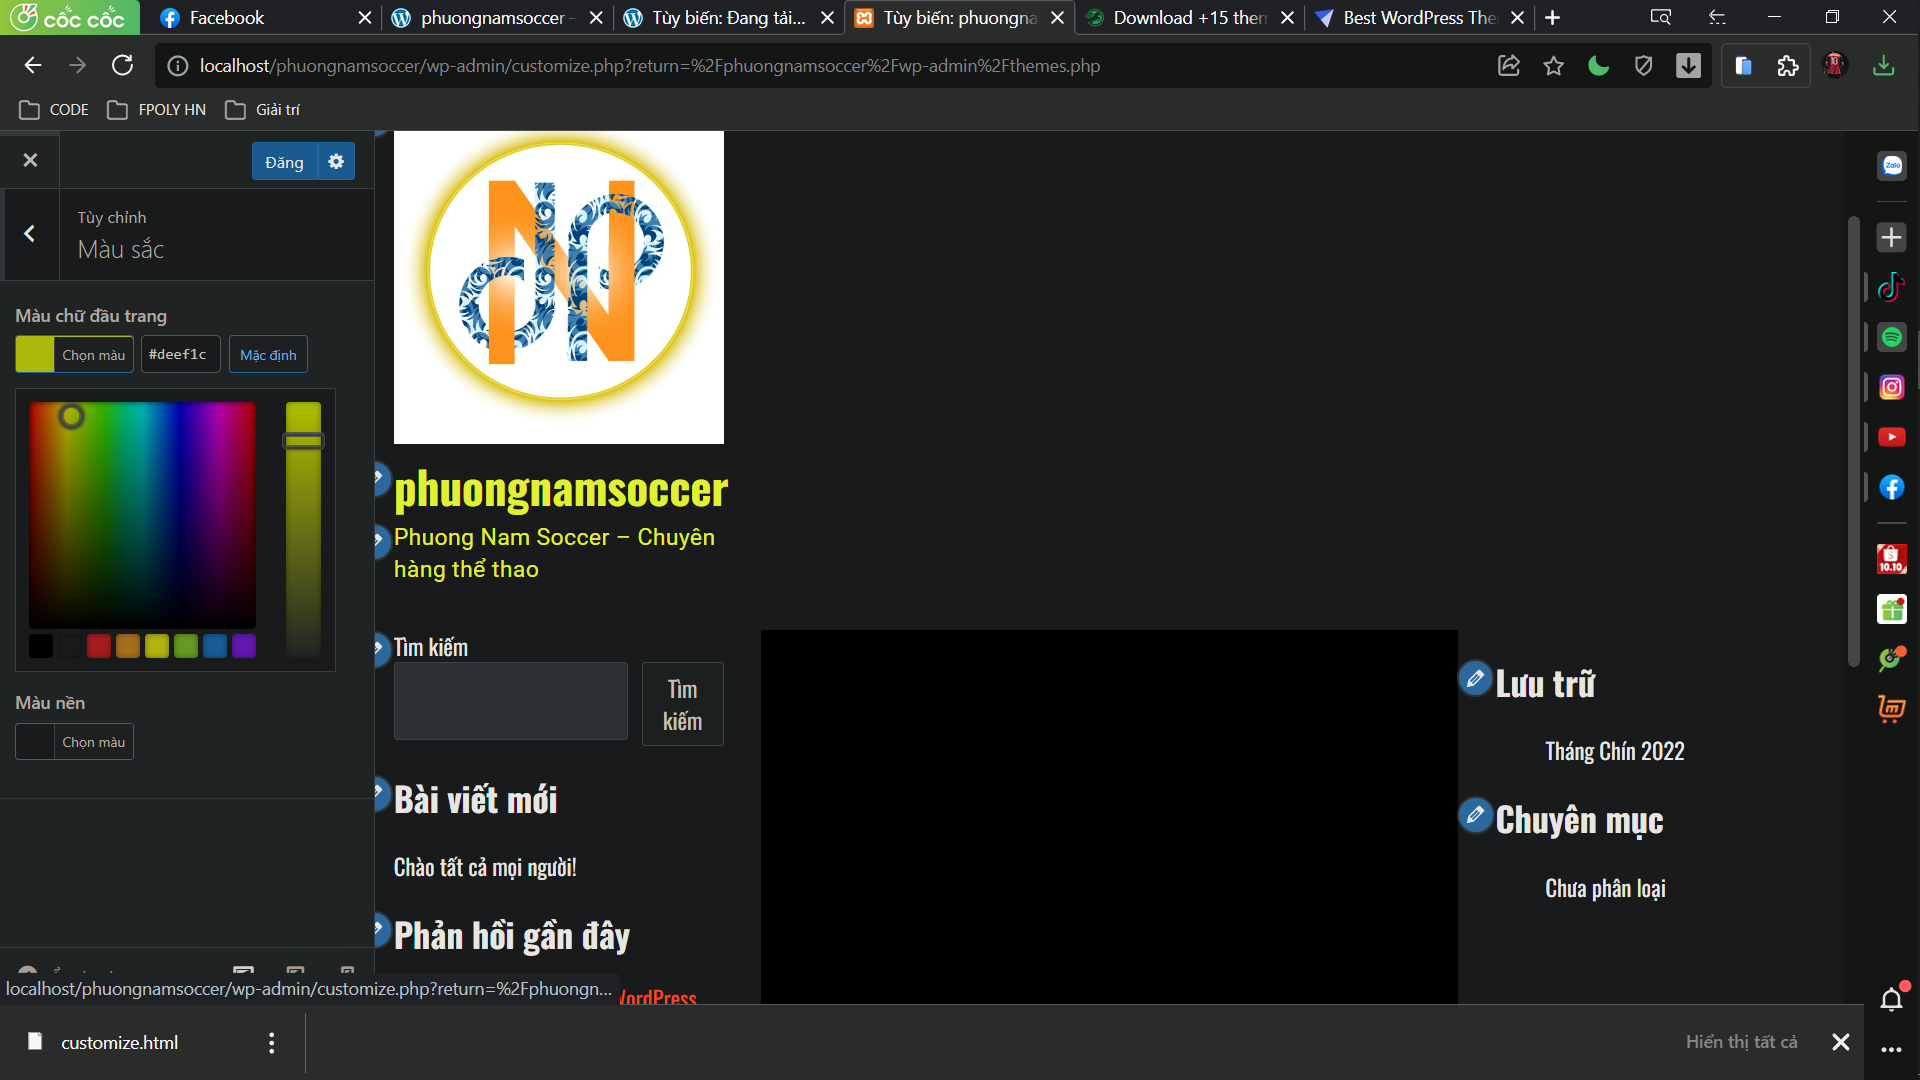 cốc cốc
Facebook
phuongnamsoccer -
Tùy biến: Đang tải...
Tùy biến: phuongna
Download +15 then
Best WordPress The
localhost/phuongnamsoccer/wp-admin/customize.php?return=%2Fphuongnamsoccer%2Fwp-admin%2Fthemes.php
CODE
FPOLY HN
Giải trí
Đăng
Tùy chỉnh
Màu sắc
Màu chữ đầu trang
Chọn màu
#deef1c
Mặc định
Màu nền
Chọn màu
phuongnamsoccer
Phuong Nam Soccer – Chuyên
hàng thể thao
Tìm kiếm
Tìm
kiếm
Bài viết mới
Chào tất cả mọi người!
Phản hồi gần đây
WordPress
Lưu trữ
Tháng Chín 2022
Chuyên mục
Chưa phân loại
Zalo
10.10
localhost/phuongnamsoccer/wp-admin/customize.php?return=%2Fphuongn...
customize.html
Hiển thị tất cả